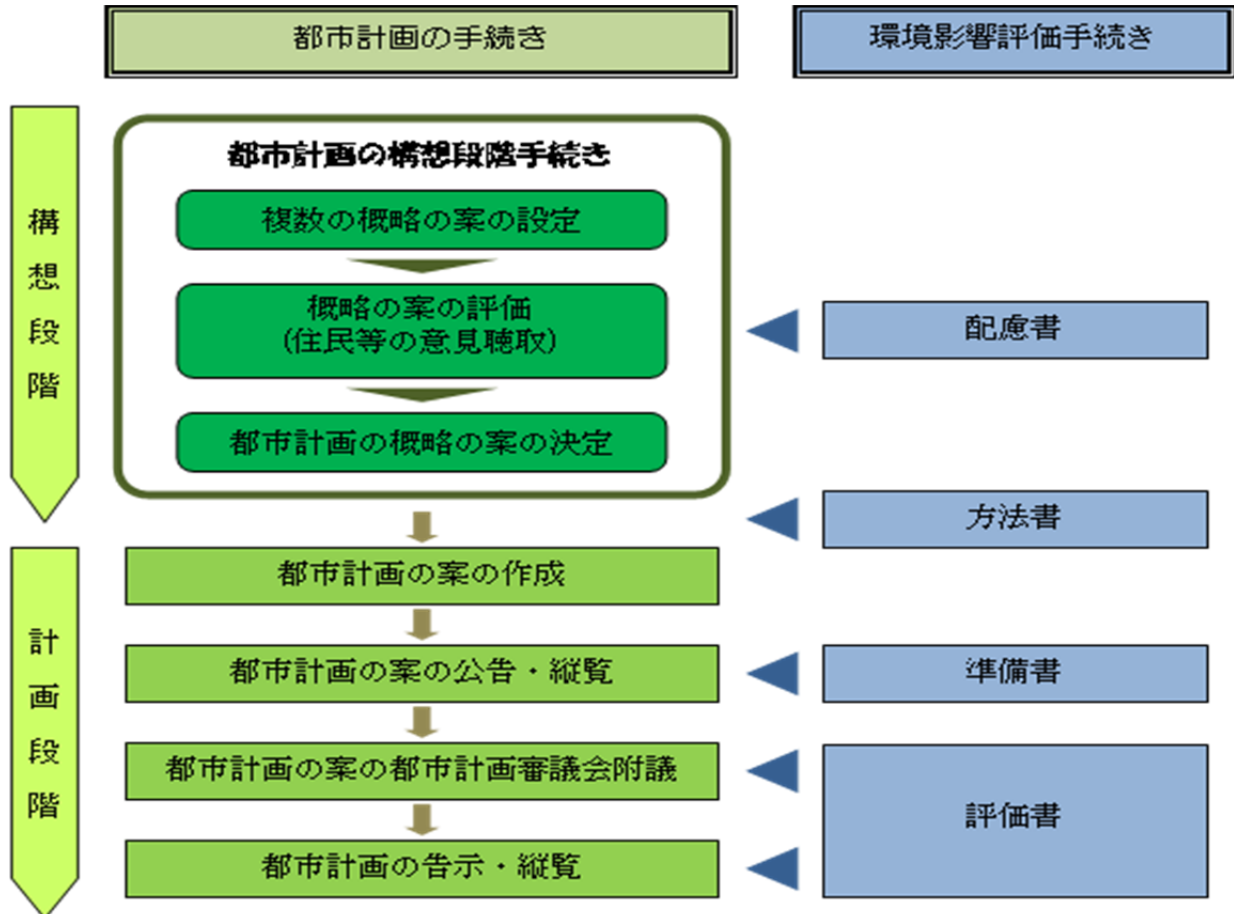 都市計画の手続き
環境影響評価手続き
構想段階
都市計画の構想段階手続き
複数の概略の案の設定
概略の案の評価
(住民等の意見聴取)
配慮書
都市計画の概略の案の決定
方法書
計画段階
都市計画の案の作成
都市計画の案の公告・縦覧
準備書
都市計画の案の都市計画審議会附議
評価書
都市計画の告示・縦覧